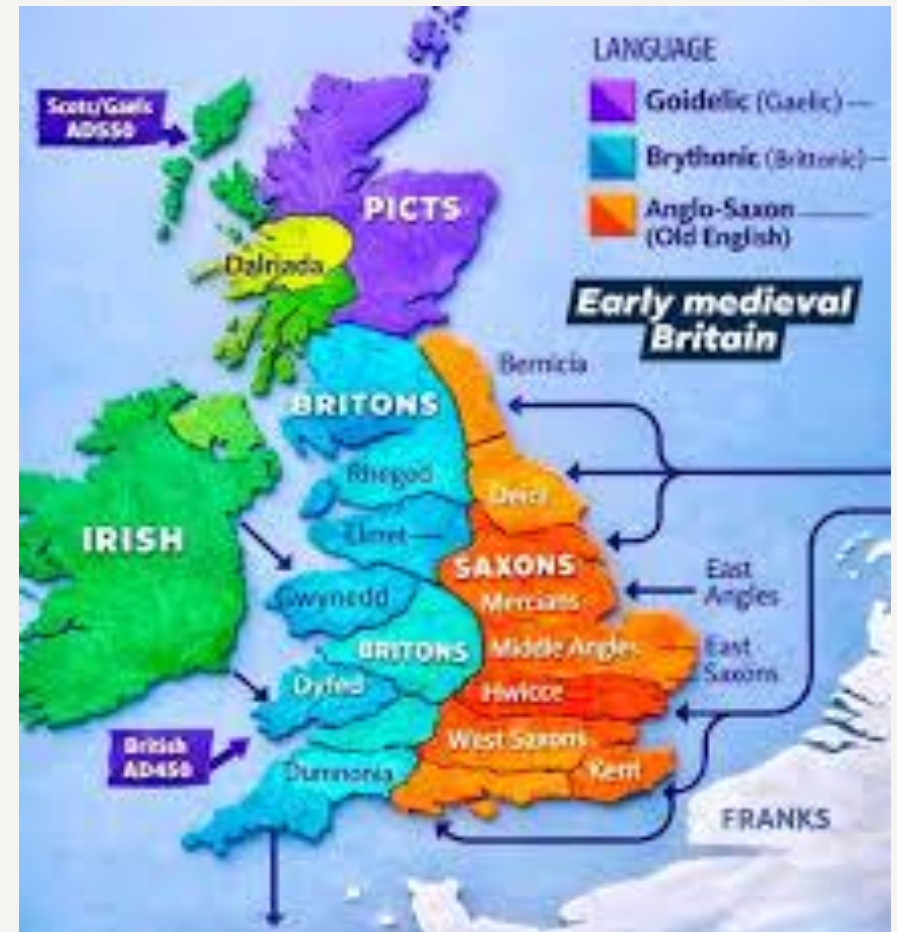 LANGUAGE
Goidelic (Gaelic)
Brythonic (Brittonic)
Anglo-Saxon
(Old English)
Early medieval
Britain
Scots/Gaels
AD550
PICTS
Dalriada
Bernicia
BRITONS
Rheged
Deira
Elmet
IRISH
SAXONS
East
Angles
Gwynedd
Mercians
BRITONS
Middle Angles
East
Saxons
Dyfed
Hwicce
West Saxons
British
AD450
Dumnonia
Kent
FRANKS